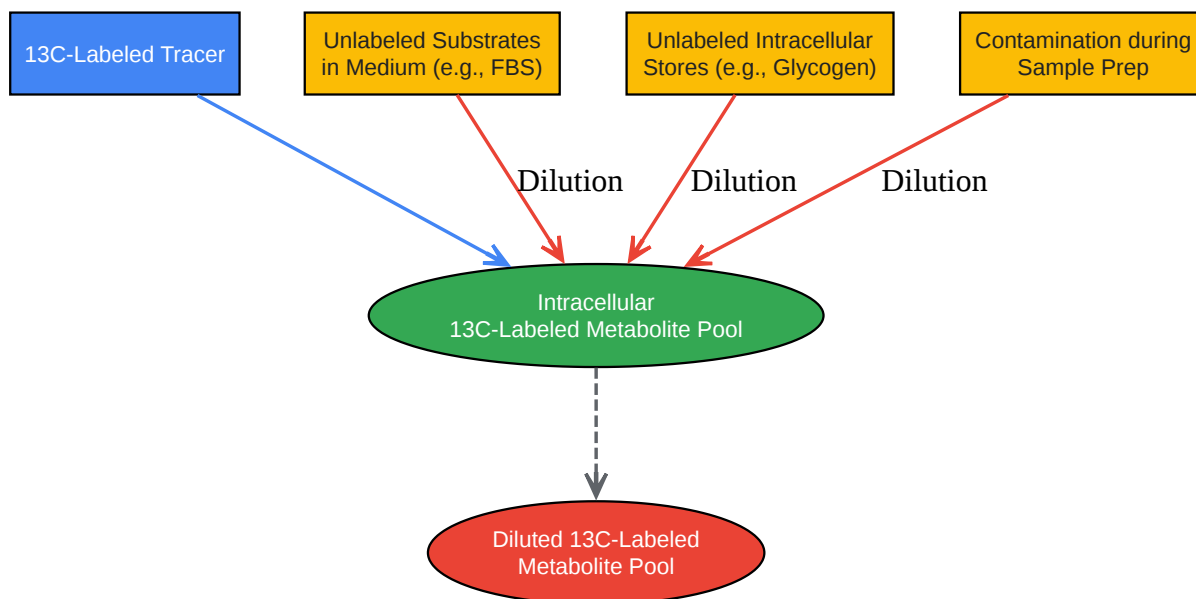 13C-Labeled Tracer
Unlabeled Substrates
in Medium (e.g., FBS)
Unlabeled Intracellular
Stores (e.g., Glycogen)
Contamination during
Sample Prep
Dilution
Dilution
Dilution
Intracellular
13C-Labeled Metabolite Pool
Diluted 13C-Labeled
Metabolite Pool